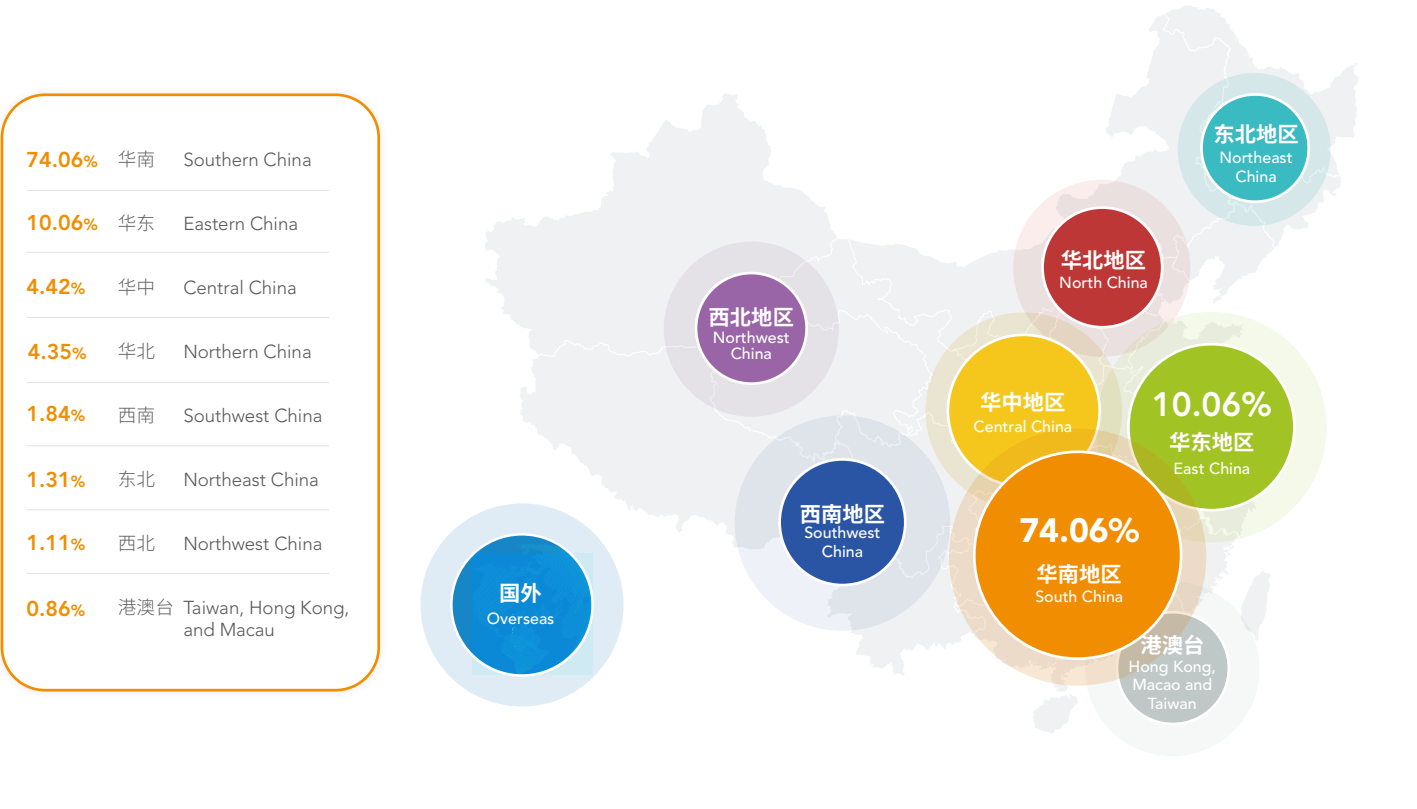 74.06% 华南 Southern China
10.06% 华东 Eastern China
4.42% 华中 Central China
4.35% 华北 Northern China
1.84% 西南 Southwest China
1.31% 东北 Northeast China
1.11% 西北 Northwest China
0.86% 港澳台 Taiwan, Hong Kong,
and Macau
东北地区
Northeast
China
华北地区
North China
西北地区
Northwest
China
华中地区
Central China
10.06%
华东地区
East China
西南地区
Southwest
China
74.06%
华南地区
South China
国外
Overseas
港澳台
Hong Kong,
Macao and
Taiwan